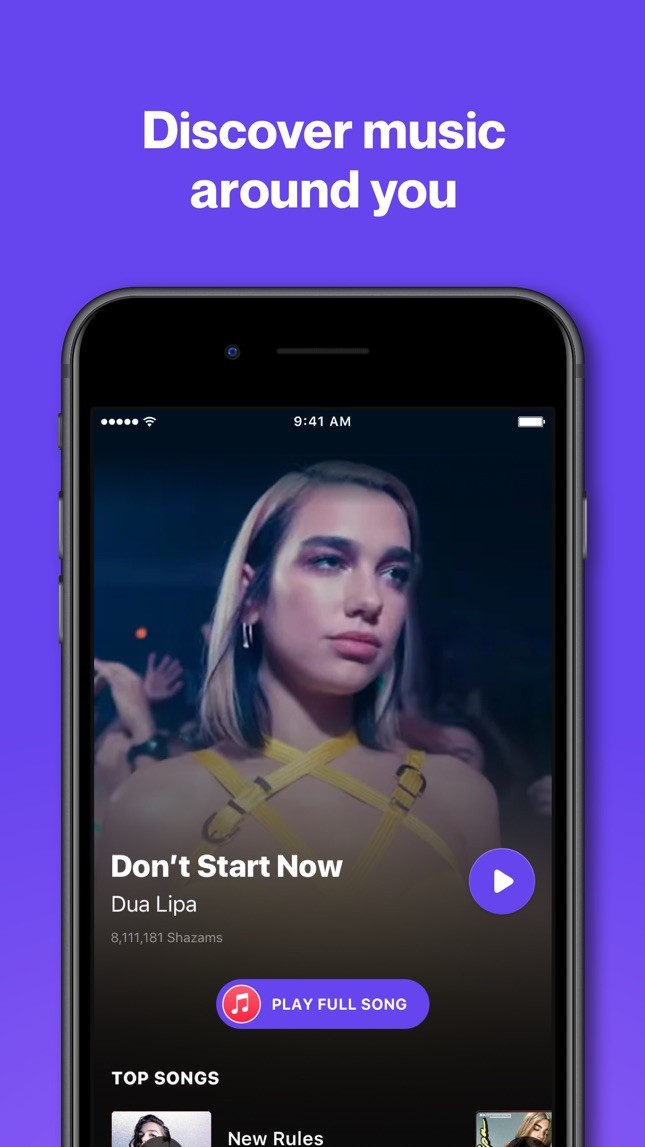 Discover music
around you
9:41 AM
Don't Start Now
Dua Lipa
8,111,181 Shazams
PLAY FULL SONG
TOP SONGS
New Rules